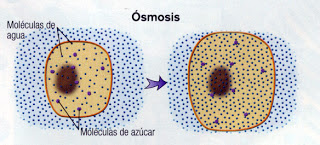 Ósmosis
Moléculas de
agua
Moléculas de azúcar